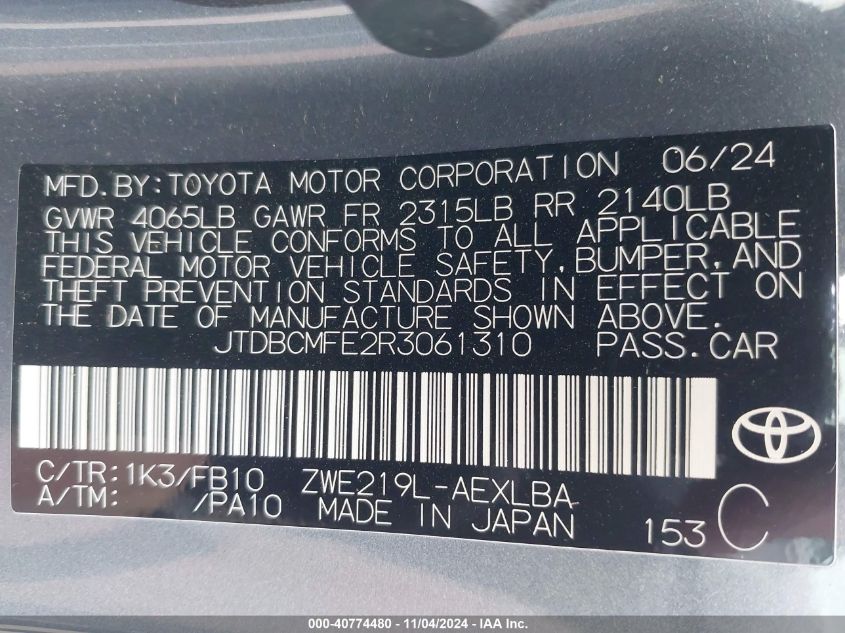 MFD. BY: TOYOTA MOTOR CORPORATION 06/24
GVWR 4065LB GAWR FR 2315LB RR 2140LB
THIS VEHICLE CONFORMS TO ALL APPLICABLE
FEDERAL MOTOR VEHICLE SAFETY, BUMPER, AND
THEFT PREVENTION STANDARDS IN EFFECT ON
THE DATE OF MANUFACTURE SHOWN ABOVE.
JTDBCMFE2R3061310 PASS. CAR
C/TR: 1K3/FB10 ZWE219L-AEXLBA
A/TM: /PA10 MADE IN JAPAN 153 C
000-40774480 - 11/04/2024 - IAA Inc.